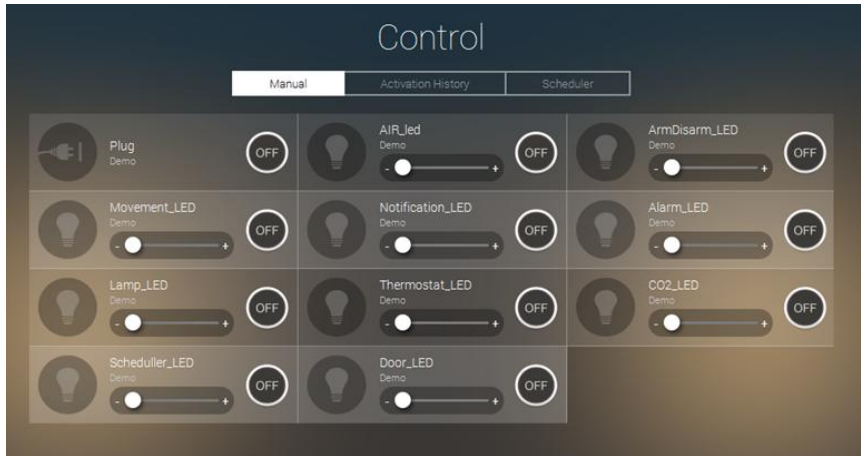 Control
Manual
Activation History
Scheduler
Plug
Demo
OFF
AIR_led
Demo
- +
OFF
ArmDisarm_LED
Demo
- +
OFF
Movement_LED
Demo
- +
OFF
Notification_LED
Demo
- +
OFF
Alarm_LED
Demo
- +
OFF
Lamp_LED
Demo
- +
OFF
Thermostat_LED
Demo
- +
OFF
CO2_LED
Demo
- +
OFF
Scheduller_LED
Demo
- +
OFF
Door_LED
Demo
- +
OFF